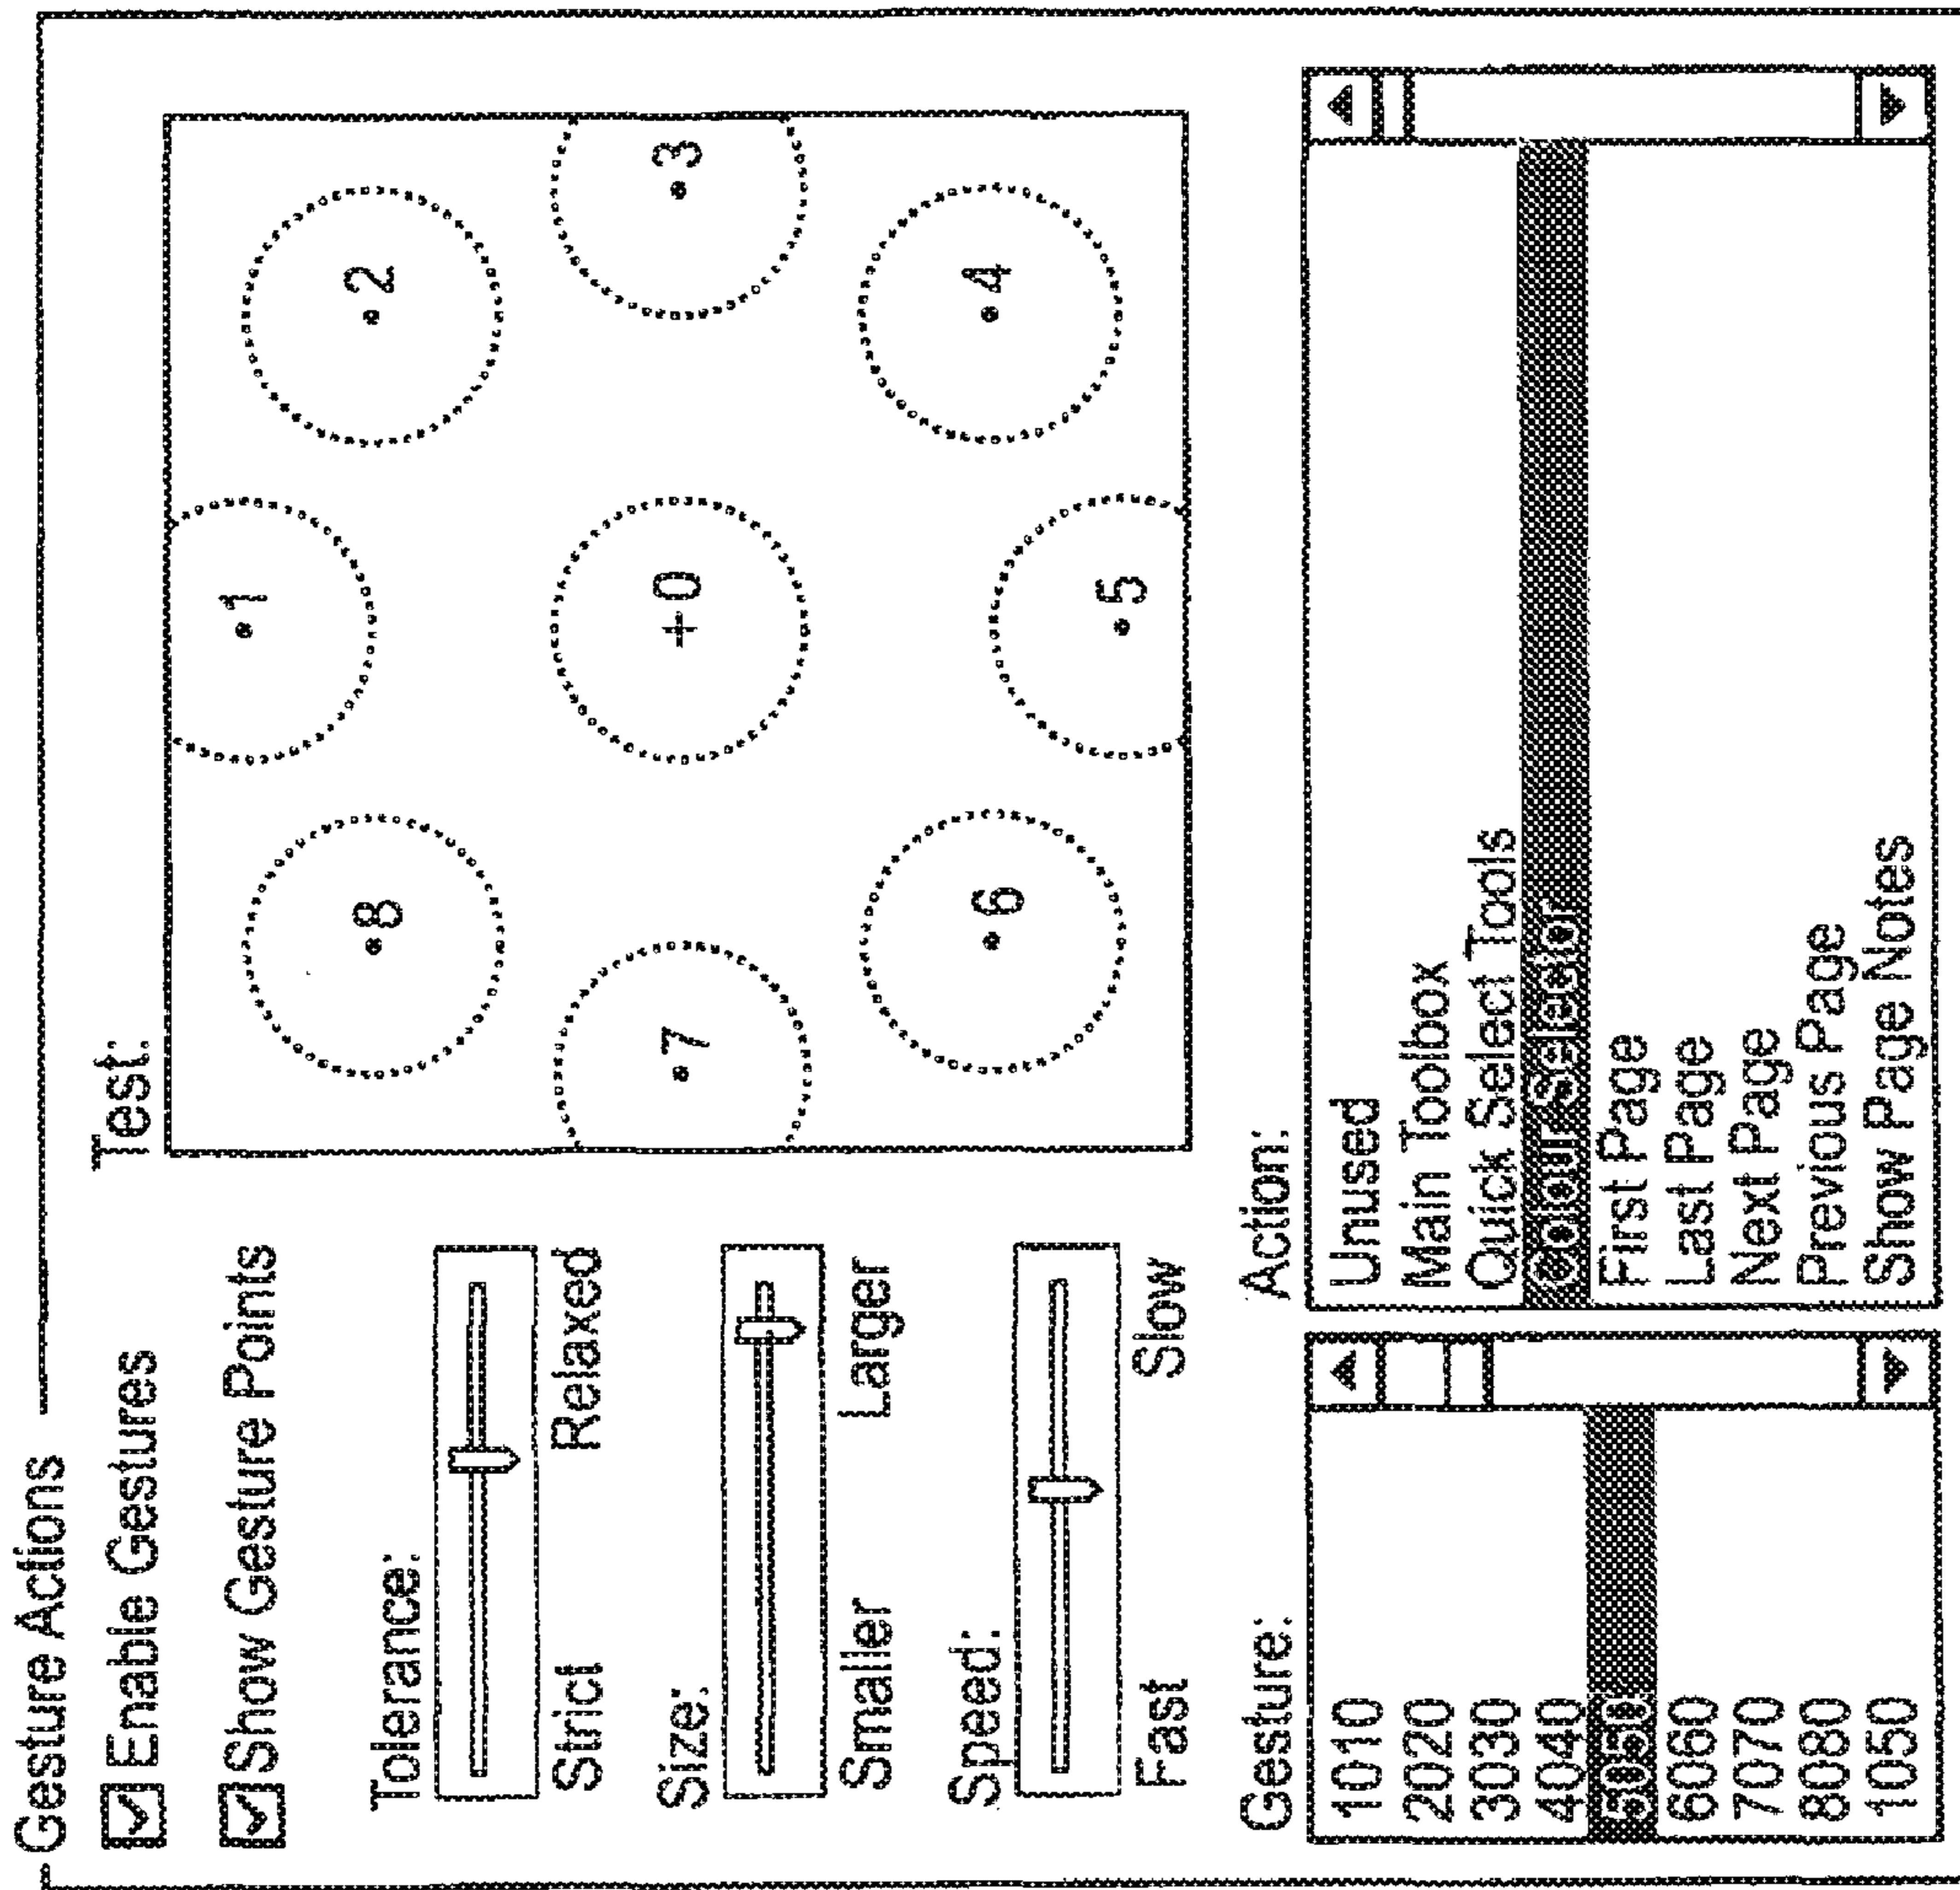 Gesture Actions
Enable Gestures
Show Gesture Points
Tolerance:
Strict Relaxed
Size:
Smaller Larger
Speed:
Fast Slow
Test:
8 1 2
7 +0 3
6 5 4
Gesture:
1010
2020
3030
4040
5050
6060
7070
8080
1050
Action:
Unused
Main Toolbox
Quick Select Tools
Colour Selector
First Page
Last Page
Next Page
Previous Page
Show Page Notes